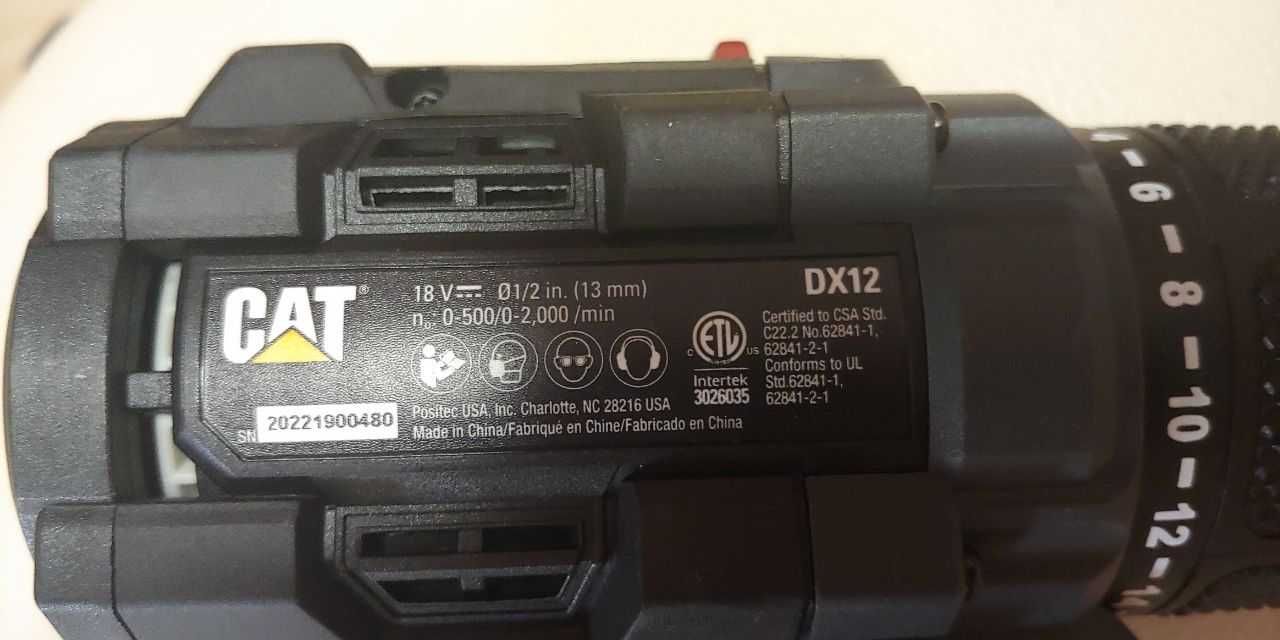 CAT®
18 V Ø1/2 in. (13 mm)
n₀: 0-500/0-2,000 /min
SN 20221900480
Positec USA, Inc. Charlotte, NC 28216 USA
Made in China/Fabriqué en Chine/Fabricado en China
C ETL US
Intertek
3026035
DX12
Certified to CSA Std.
C22.2 No.62841-1,
62841-2-1
Conforms to UL
Std.62841-1,
62841-2-1
6 – 8 – 10 – 12 –